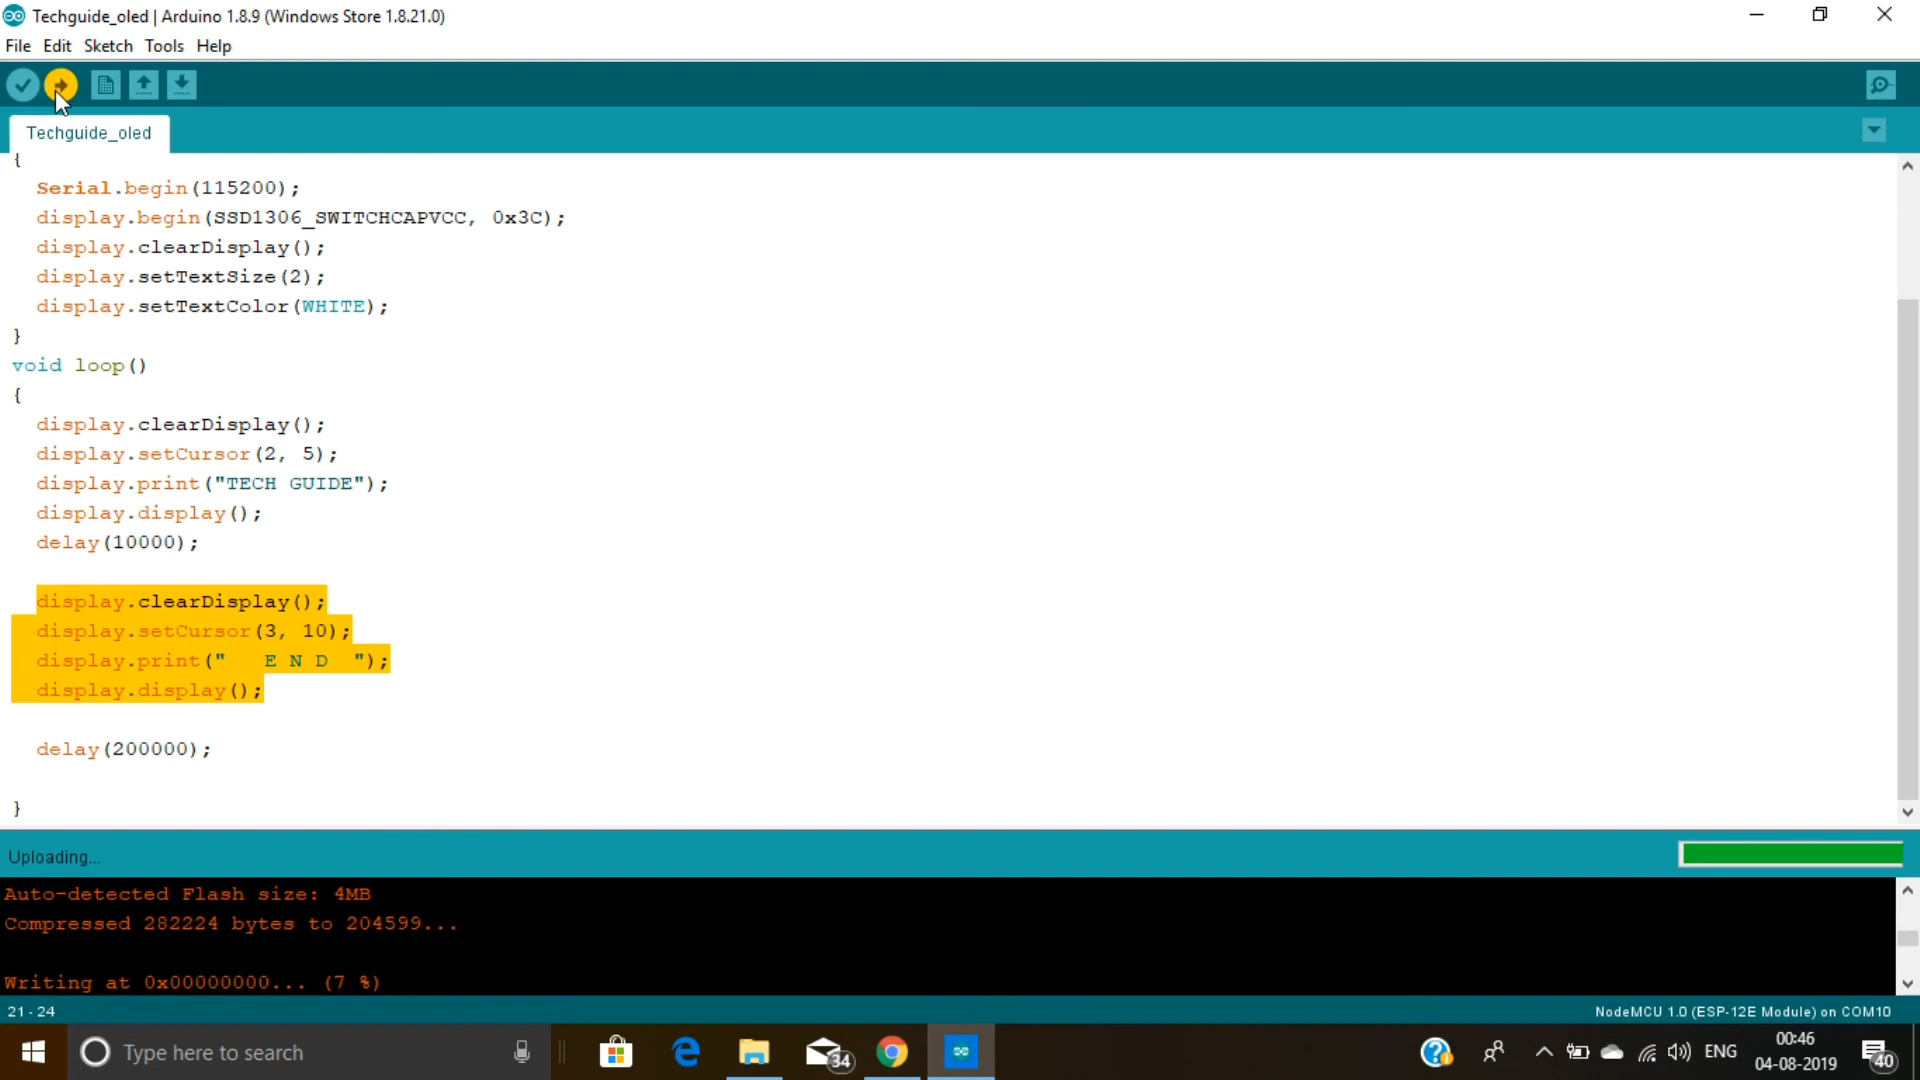 Techguide_oled | Arduino 1.8.9 (Windows Store 1.8.21.0)
File Edit Sketch Tools Help
Techguide_oled
{
Serial.begin(115200);
display.begin(SSD1306_SWITCHCAPVCC, 0x3C);
display.clearDisplay();
display.setTextSize(2);
display.setTextColor(WHITE);
}
void loop()
{
display.clearDisplay();
display.setCursor(2, 5);
display.print("TECH GUIDE");
display.display();
delay(10000);
display.clearDisplay();
display.setCursor(3, 10);
display.print("   E N D  ");
display.display();
delay(200000);
}
Uploading...
Auto-detected Flash size: 4MB
Compressed 282224 bytes to 204599...
Writing at 0x00000000... (7 %)
21 - 24
NodeMCU 1.0 (ESP-12E Module) on COM10
Type here to search
34
ENG
00:46
04-08-2019
40